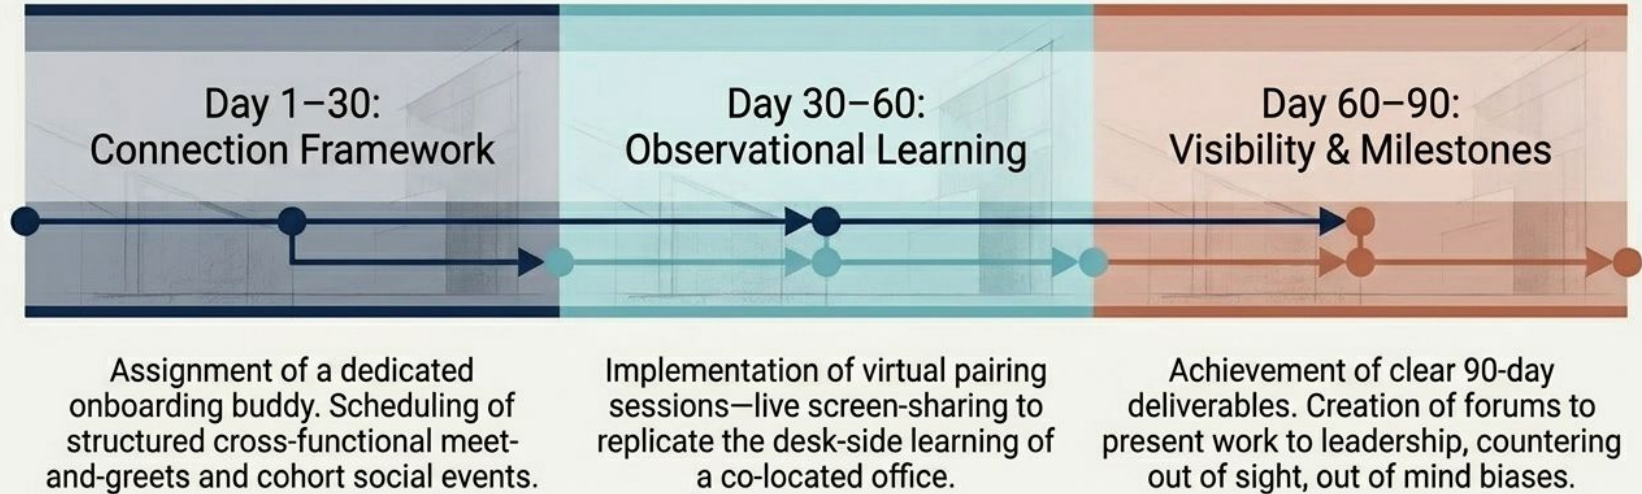 Day 1–30:
Connection Framework
Day 30–60:
Observational Learning
Day 60–90:
Visibility & Milestones
Assignment of a dedicated
onboarding buddy. Scheduling of
structured cross-functional meet-
and-greets and cohort social events.
Implementation of virtual pairing
sessions—live screen-sharing to
replicate the desk-side learning of
a co-located office.
Achievement of clear 90-day
deliverables. Creation of forums to
present work to leadership, countering
out of sight, out of mind biases.